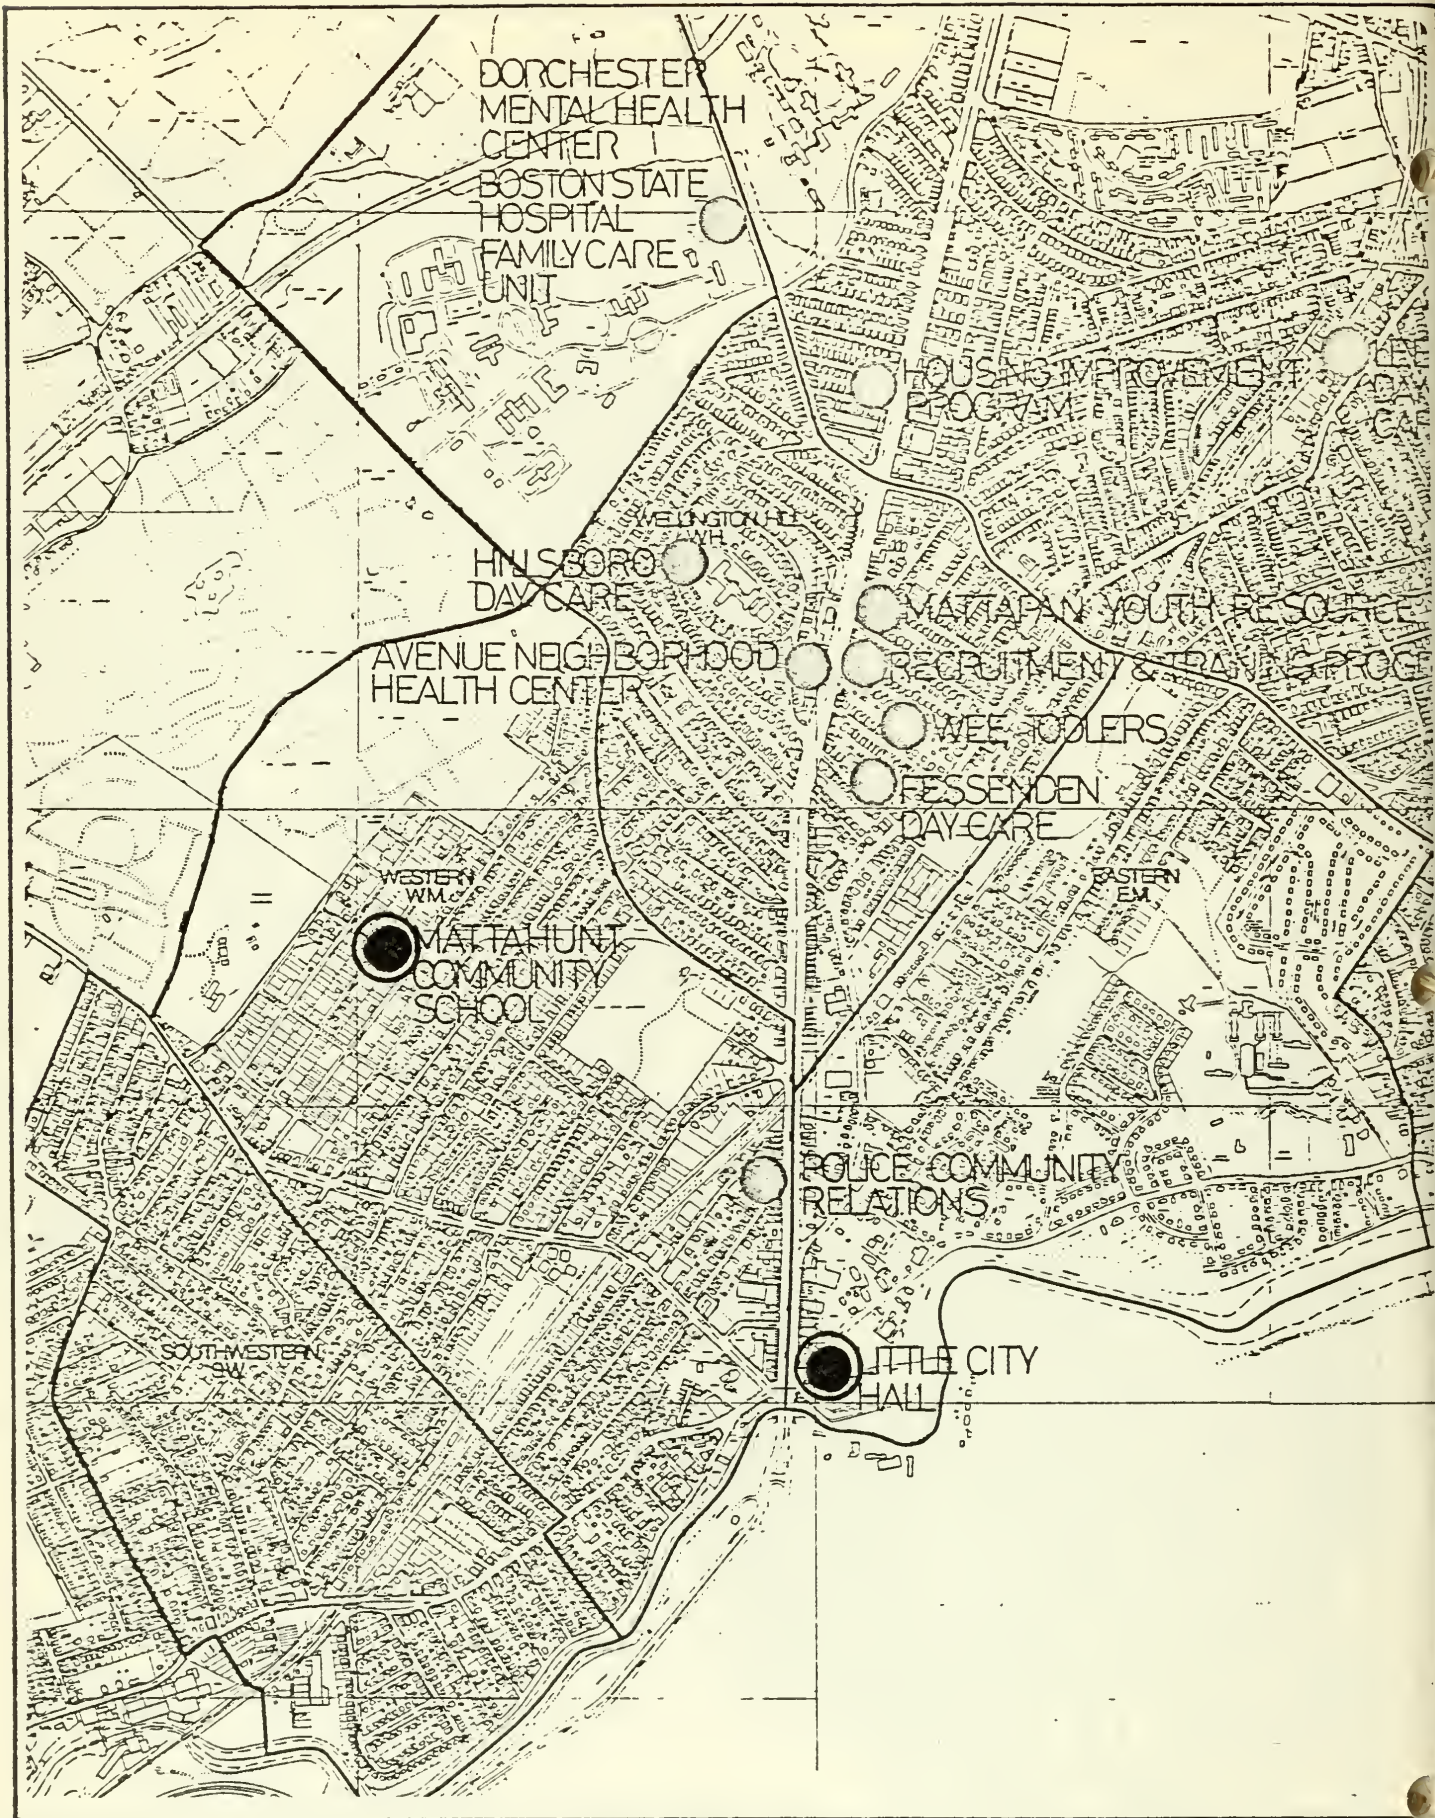 DORCHESTER
MENTAL HEALTH
CENTER
BOSTON STATE
HOSPITAL
FAMILY CARE
UNIT
HOUSING IMPROVEMENT
PROGRAM
WELLINGTON HILL
W.H.
HILLSBORO
DAY CARE
MATTAPAN YOUTH RESOURCE
AVENUE NEIGHBORHOOD
HEALTH CENTER
RECRUITMENT & TRAINING PROG
WEE TODLERS
FESSENDEN
DAY CARE
WESTERN
W.M.
EASTERN
E.M.
MATTAHUNT
COMMUNITY
SCHOOL
POLICE COMMUNITY
RELATIONS
SOUTHWESTERN
S.W.
LITTLE CITY
HALL